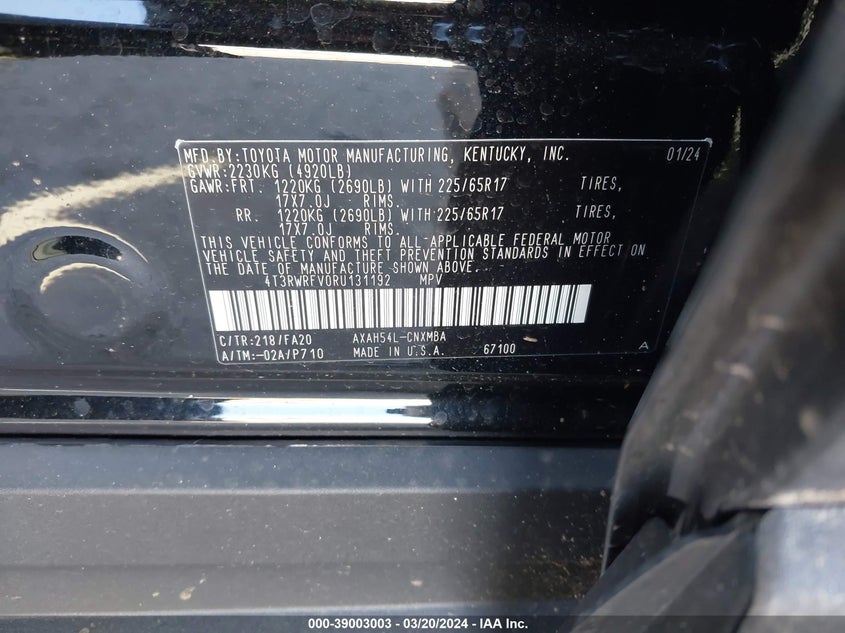 MFD.BY:TOYOTA MOTOR MANUFACTURING, KENTUCKY, INC. 01/24
GVWR:2230KG (4920LB)
GAWR:FRT. 1220KG (2690LB) WITH 225/65R17 TIRES,
17X7.0J RIMS.
RR. 1220KG (2690LB) WITH 225/65R17 TIRES,
17X7.0J RIMS.
THIS VEHICLE CONFORMS TO ALL APPLICABLE FEDERAL MOTOR
VEHICLE SAFETY AND THEFT PREVENTION STANDARDS IN EFFECT ON
THE DATE OF MANUFACTURE SHOWN ABOVE.
4T3RWRFV0RU131192 MPV
C/TR:218/FA20 AXAH54L-CNXMBA
A/TM:-02A/P710 MADE IN U.S.A. 67100 A
000-39003003 - 03/20/2024 - IAA Inc.